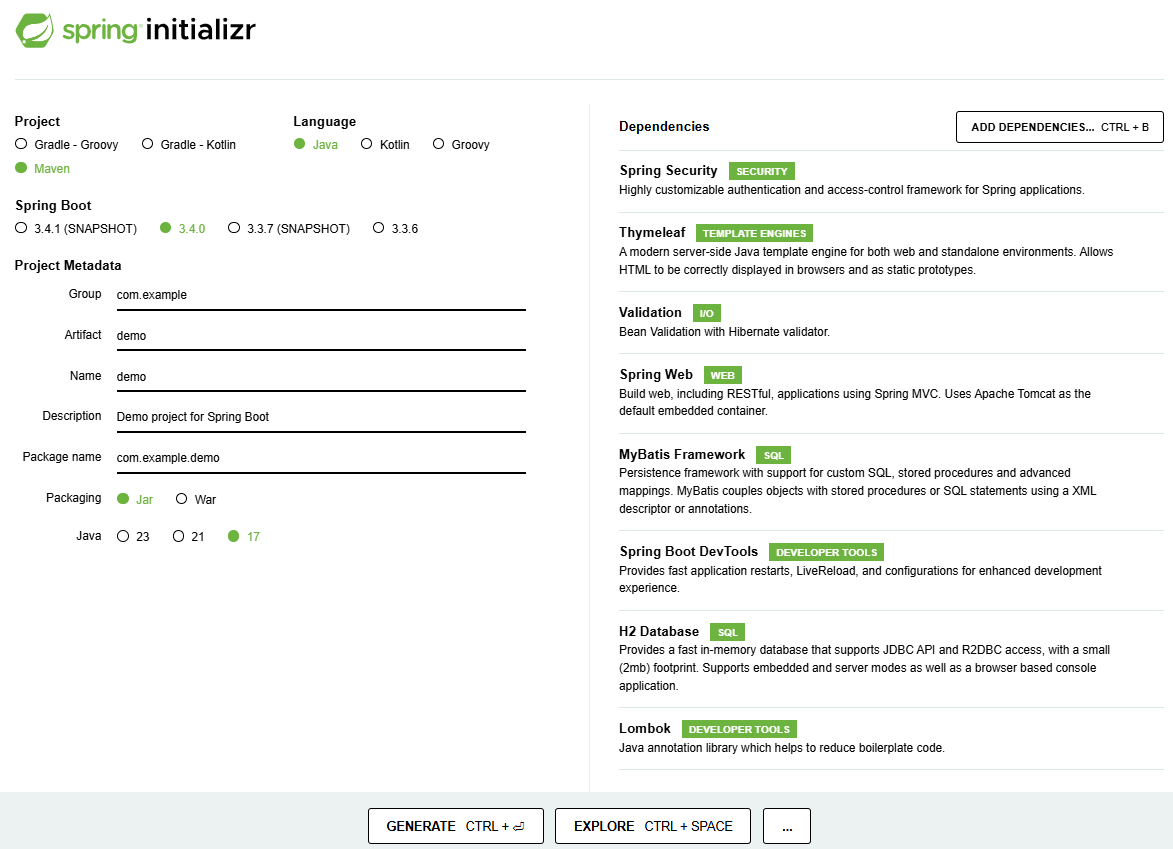 spring initializr
Project
Gradle - Groovy Gradle - Kotlin
Maven
Language
Java Kotlin Groovy
Spring Boot
3.4.1 (SNAPSHOT) 3.4.0 3.3.7 (SNAPSHOT) 3.3.6
Project Metadata
Group com.example
Artifact demo
Name demo
Description Demo project for Spring Boot
Package name com.example.demo
Packaging Jar War
Java 23 21 17
Dependencies
ADD DEPENDENCIES... CTRL + B
Spring Security SECURITY
Highly customizable authentication and access-control framework for Spring applications.
Thymeleaf TEMPLATE ENGINES
A modern server-side Java template engine for both web and standalone environments. Allows
HTML to be correctly displayed in browsers and as static prototypes.
Validation I/O
Bean Validation with Hibernate validator.
Spring Web WEB
Build web, including RESTful, applications using Spring MVC. Uses Apache Tomcat as the
default embedded container.
MyBatis Framework SQL
Persistence framework with support for custom SQL, stored procedures and advanced
mappings. MyBatis couples objects with stored procedures or SQL statements using a XML
descriptor or annotations.
Spring Boot DevTools DEVELOPER TOOLS
Provides fast application restarts, LiveReload, and configurations for enhanced development
experience.
H2 Database SQL
Provides a fast in-memory database that supports JDBC API and R2DBC access, with a small
(2mb) footprint. Supports embedded and server modes as well as a browser based console
application.
Lombok DEVELOPER TOOLS
Java annotation library which helps to reduce boilerplate code.
GENERATE CTRL + ⏎
EXPLORE CTRL + SPACE
...